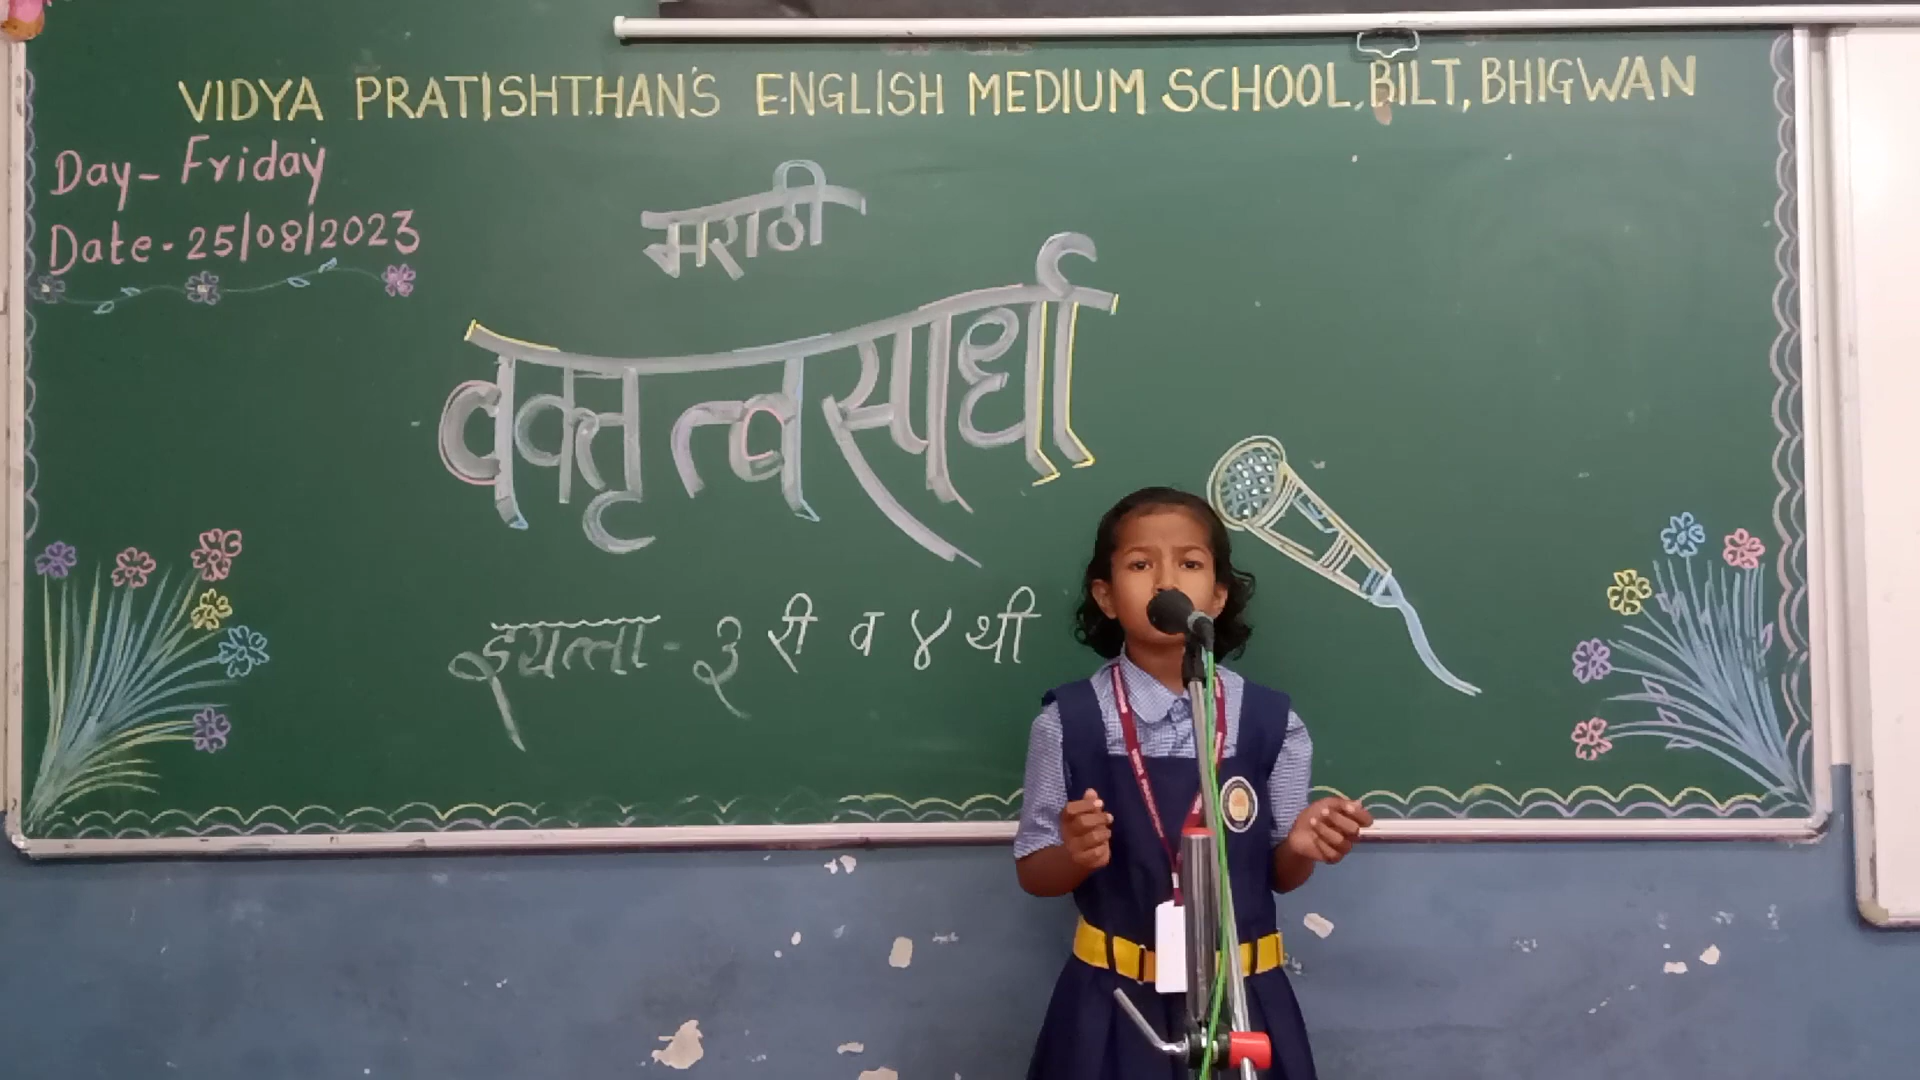 VIDYA PRATISHTHAN'S ENGLISH MEDIUM SCHOOL, BILT, BHIGWAN
Day- Friday
Date- 25/08/2023
मराठी
वक्तृत्व स्पर्धा
इयत्ता - ३ री व ४ थी